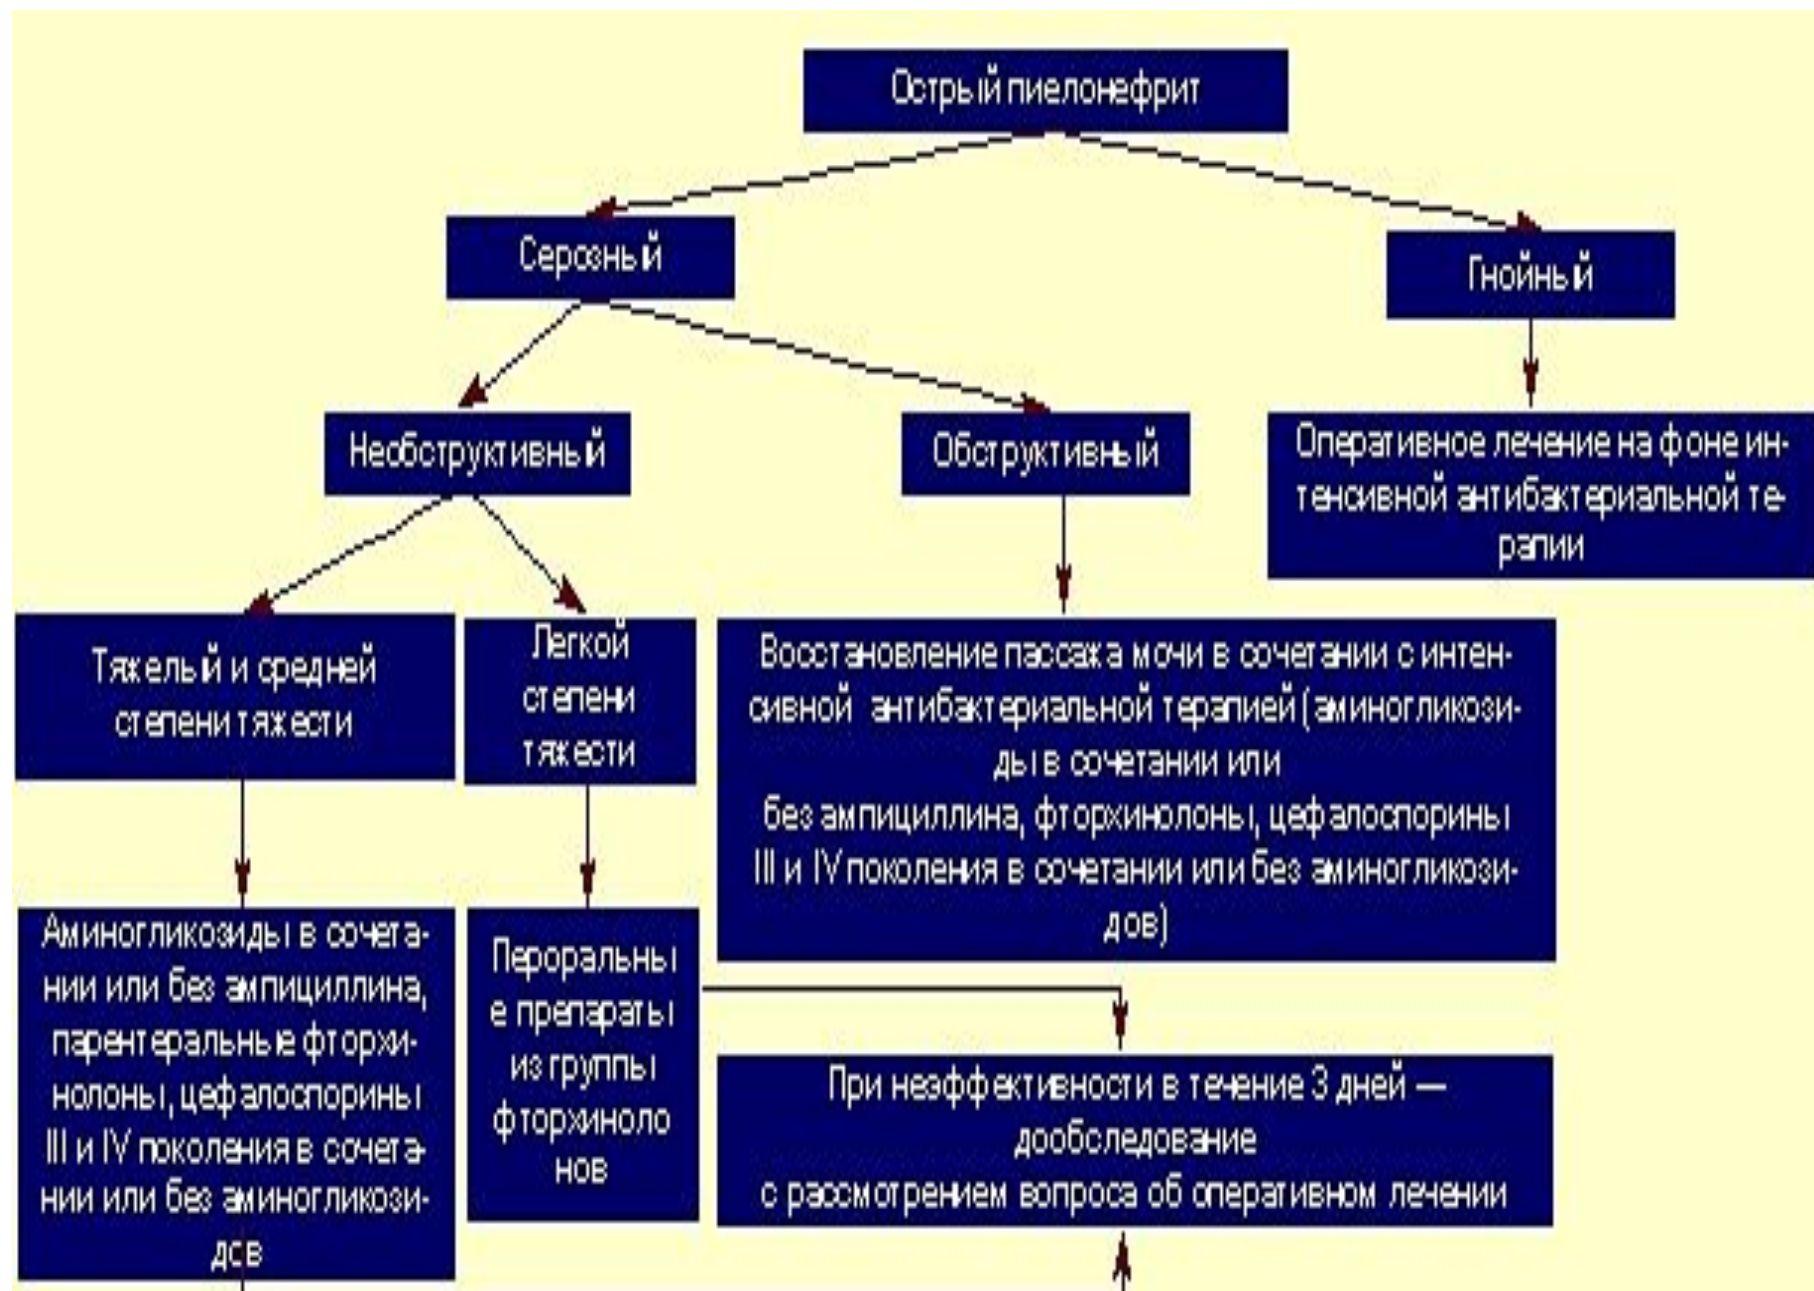 Острый пиелонефрит
Серозный
Гнойный
Необструктивный
Обструктивный
Оперативное лечение на фоне ин-
тенсивной антибактериальной те-
рапии
Тяжелый и средней
степени тяжести
Легкой
степени
тяжести
Восстановление пассажа мочи в сочетании с интен-
сивной антибактериальной терапией (аминогликози-
ды в сочетании или
без ампициллина, фторхинолоны, цефалоспорины
III и IV поколения в сочетании или без аминогликози-
дов)
Аминогликозиды в сочета-
нии или без ампициллина,
парентеральные фторхи-
нолоны, цефалоспорины
III и IV поколения в сочета-
нии или без аминогликози-
дов
Пероральны
е препараты
из группы
фторхиноло
нов
При неэффективности в течение 3 дней —
дообследование
с рассмотрением вопроса об оперативном лечении